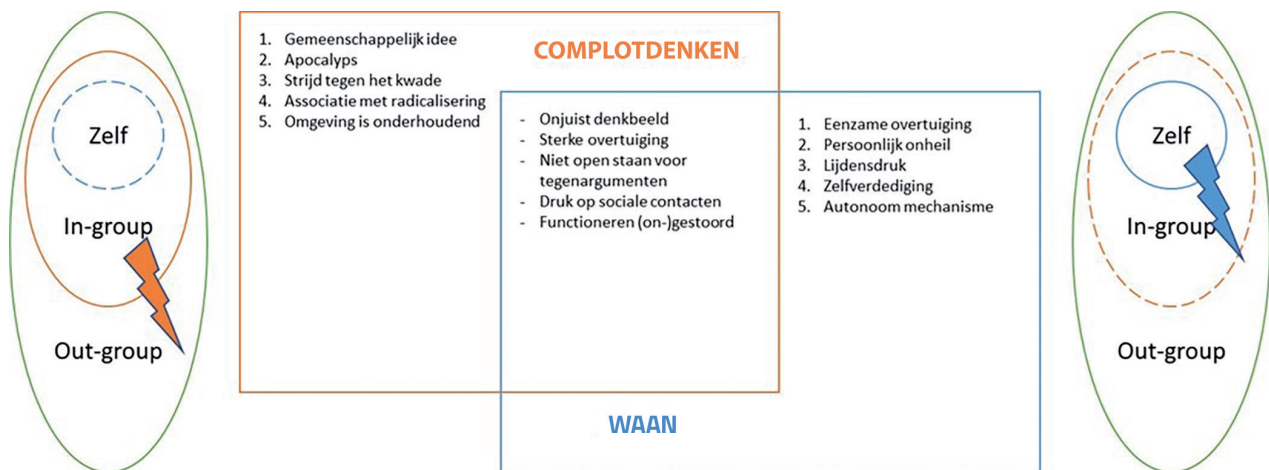 Zelf
In-group
Out-group
COMPLOTDENKEN
1. Gemeenschappelijk idee
2. Apocalyps
3. Strijd tegen het kwade
4. Associatie met radicalisering
5. Omgeving is onderhoudend
- Onjuist denkbeeld
- Sterke overtuiging
- Niet open staan voor
tegenargumenten
- Druk op sociale contacten
- Functioneren (on-)gestoord
1. Eenzame overtuiging
2. Persoonlijk onheil
3. Lijdensdruk
4. Zelfverdediging
5. Autonoom mechanisme
WAAN
Zelf
In-group
Out-group